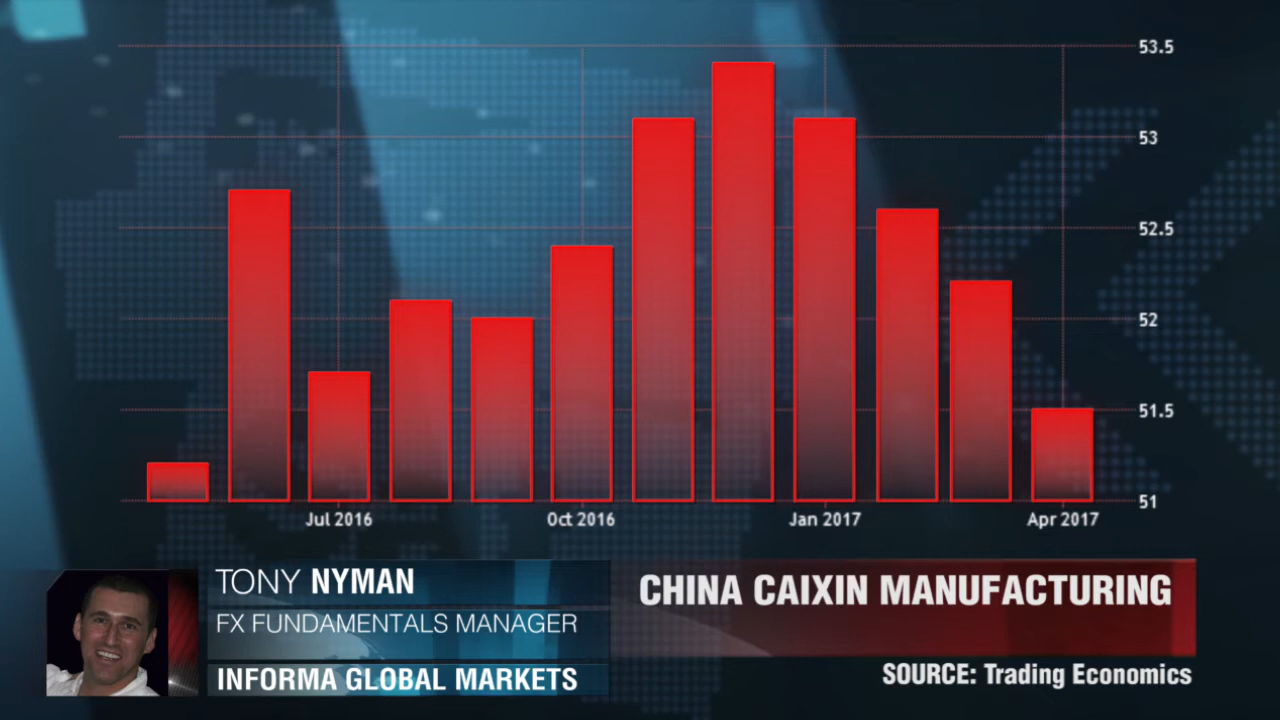 53.5
53
52.5
52
51.5
51
Jul 2016
Oct 2016
Jan 2017
Apr 2017
TONY NYMAN
FX FUNDAMENTALS MANAGER
INFORMA GLOBAL MARKETS
CHINA CAIXIN MANUFACTURING
SOURCE: Trading Economics